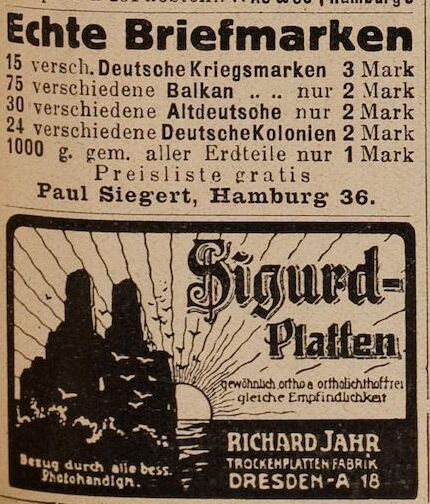 Echte Briefmarken
15 versch. Deutsche Kriegsmarken 3 Mark
75 verschiedene Balkan .. .. nur 2 Mark
30 verschiedene Altdeutsche nur 2 Mark
24 verschiedene Deutsche Kolonien 2 Mark
1000 g. gem. aller Erdteile nur 1 Mark
Preisliste gratis
Paul Siegert, Hamburg 36.
Sigurd-
Platten
gewöhnlich, ortho & ortholichthoffrei
gleiche Empfindlichkeit
Bezug durch alle bess.
Photohandlgn.
RICHARD JAHR
TROCKENPLATTENFABRIK
DRESDEN-A 18